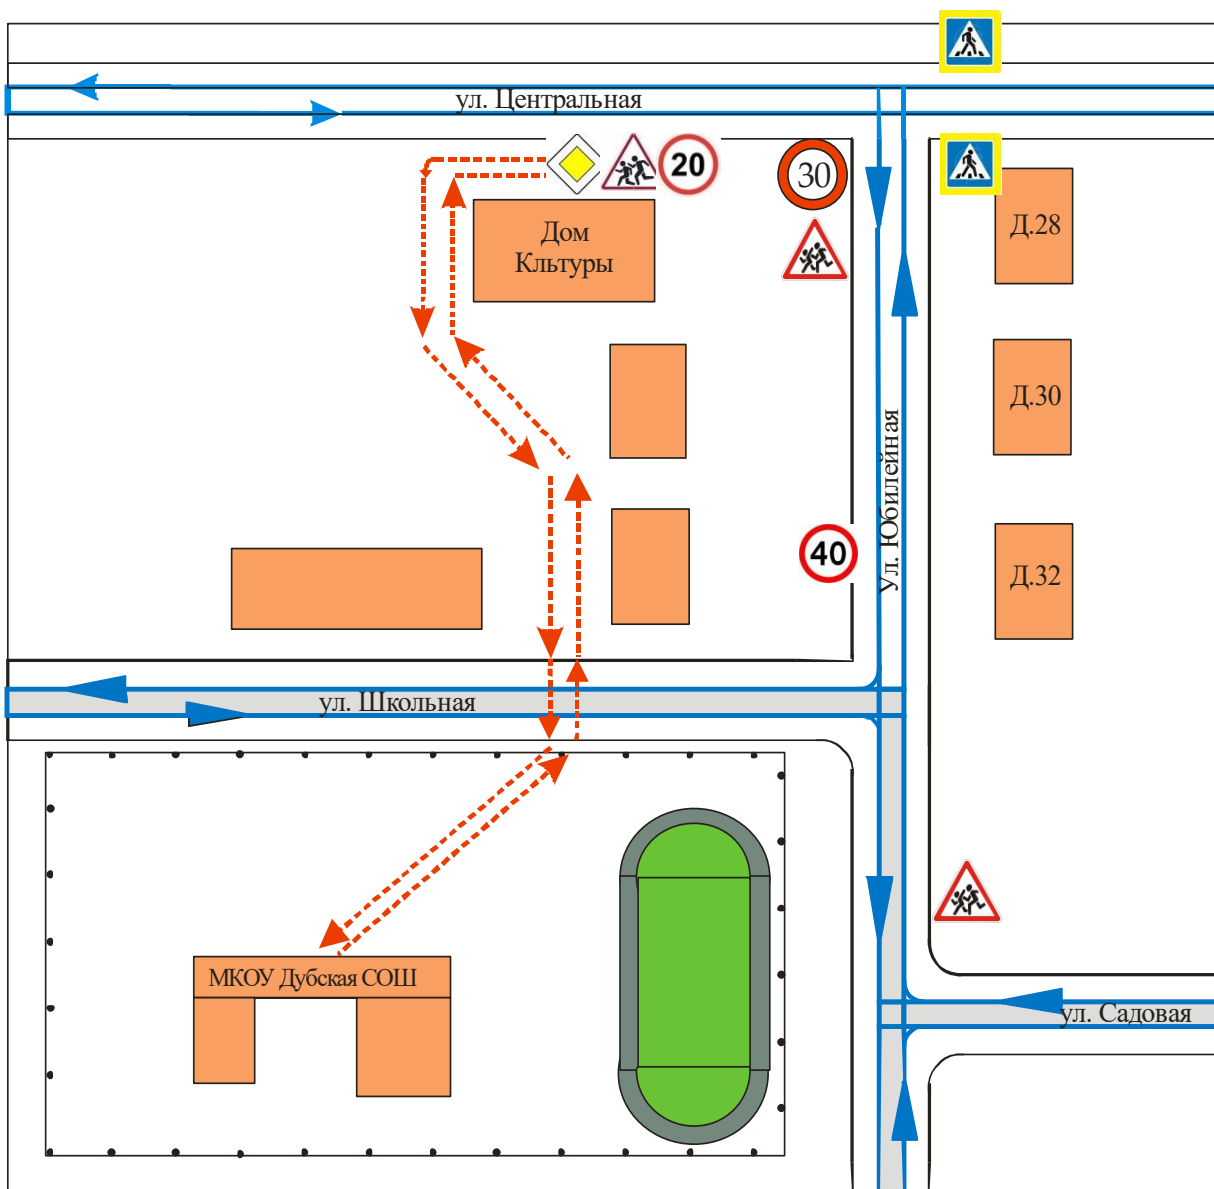 ул. Центральная
20
30
Дом
Кльтуры
Д.28
Д.30
Ул. Юбилейная
40
Д.32
ул. Школьная
МКОУ Дубская СОШ
ул. Садовая